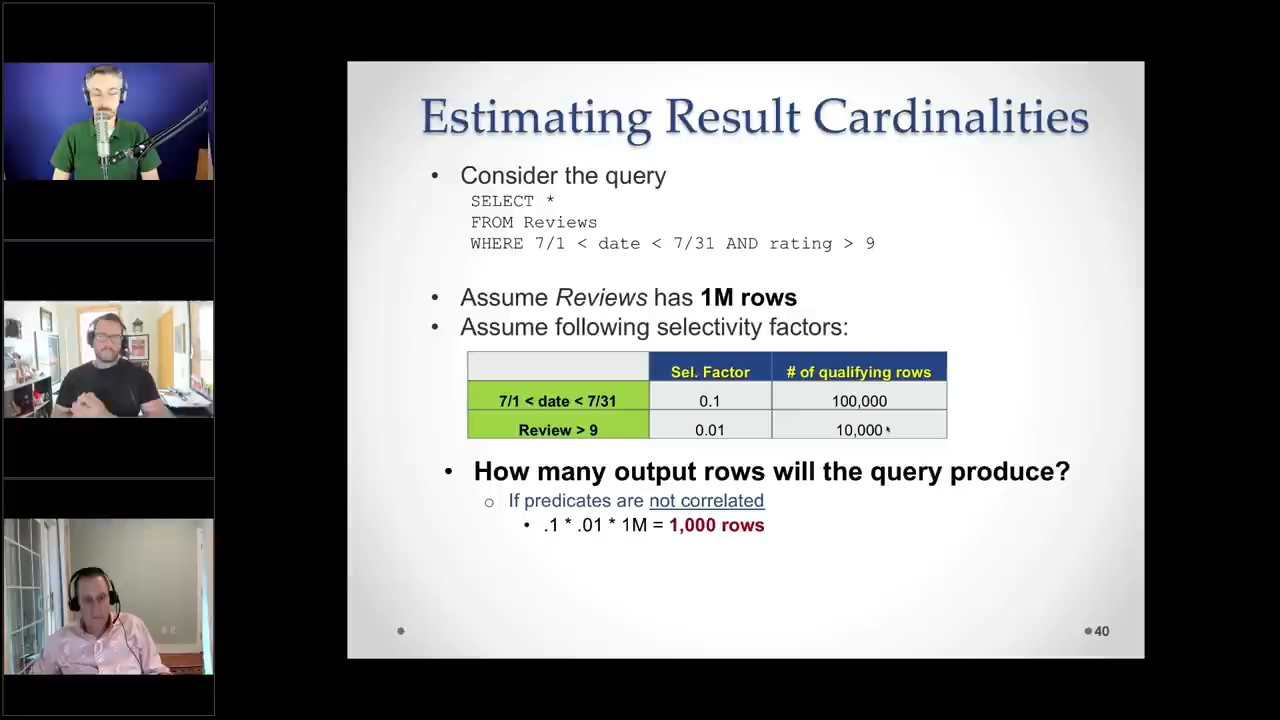 Estimating Result Cardinalities
• Consider the query
SELECT *
FROM Reviews
WHERE 7/1 < date < 7/31 AND rating > 9
• Assume Reviews has 1M rows
• Assume following selectivity factors:
Sel. Factor # of qualifying rows
7/1 < date < 7/31 0.1 100,000
Review > 9 0.01 10,000
• How many output rows will the query produce?
o If predicates are not correlated
• .1 * .01 * 1M = 1,000 rows
40